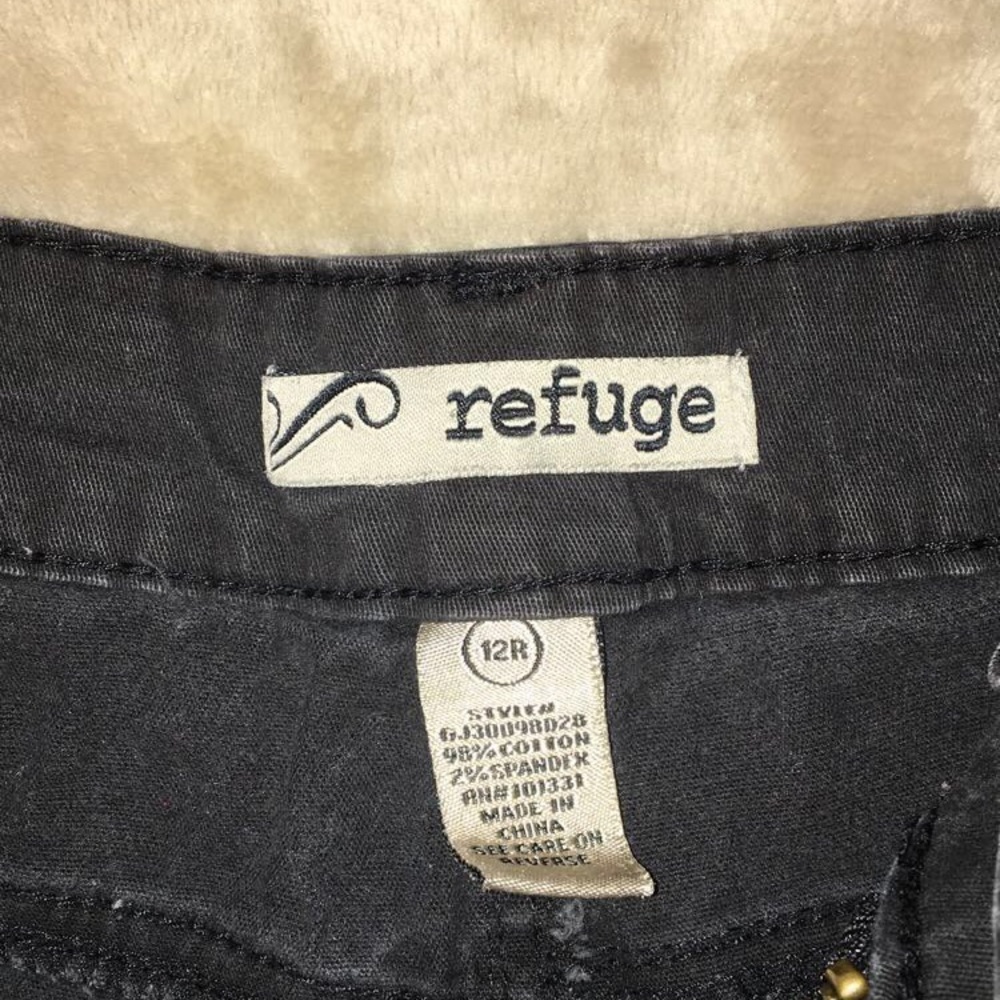 refuge
12R
STYLE#
GJ30D98D28
98% COTTON
2% SPANDEX
RN#101331
MADE IN
CHINA
SEE CARE ON
REVERSE